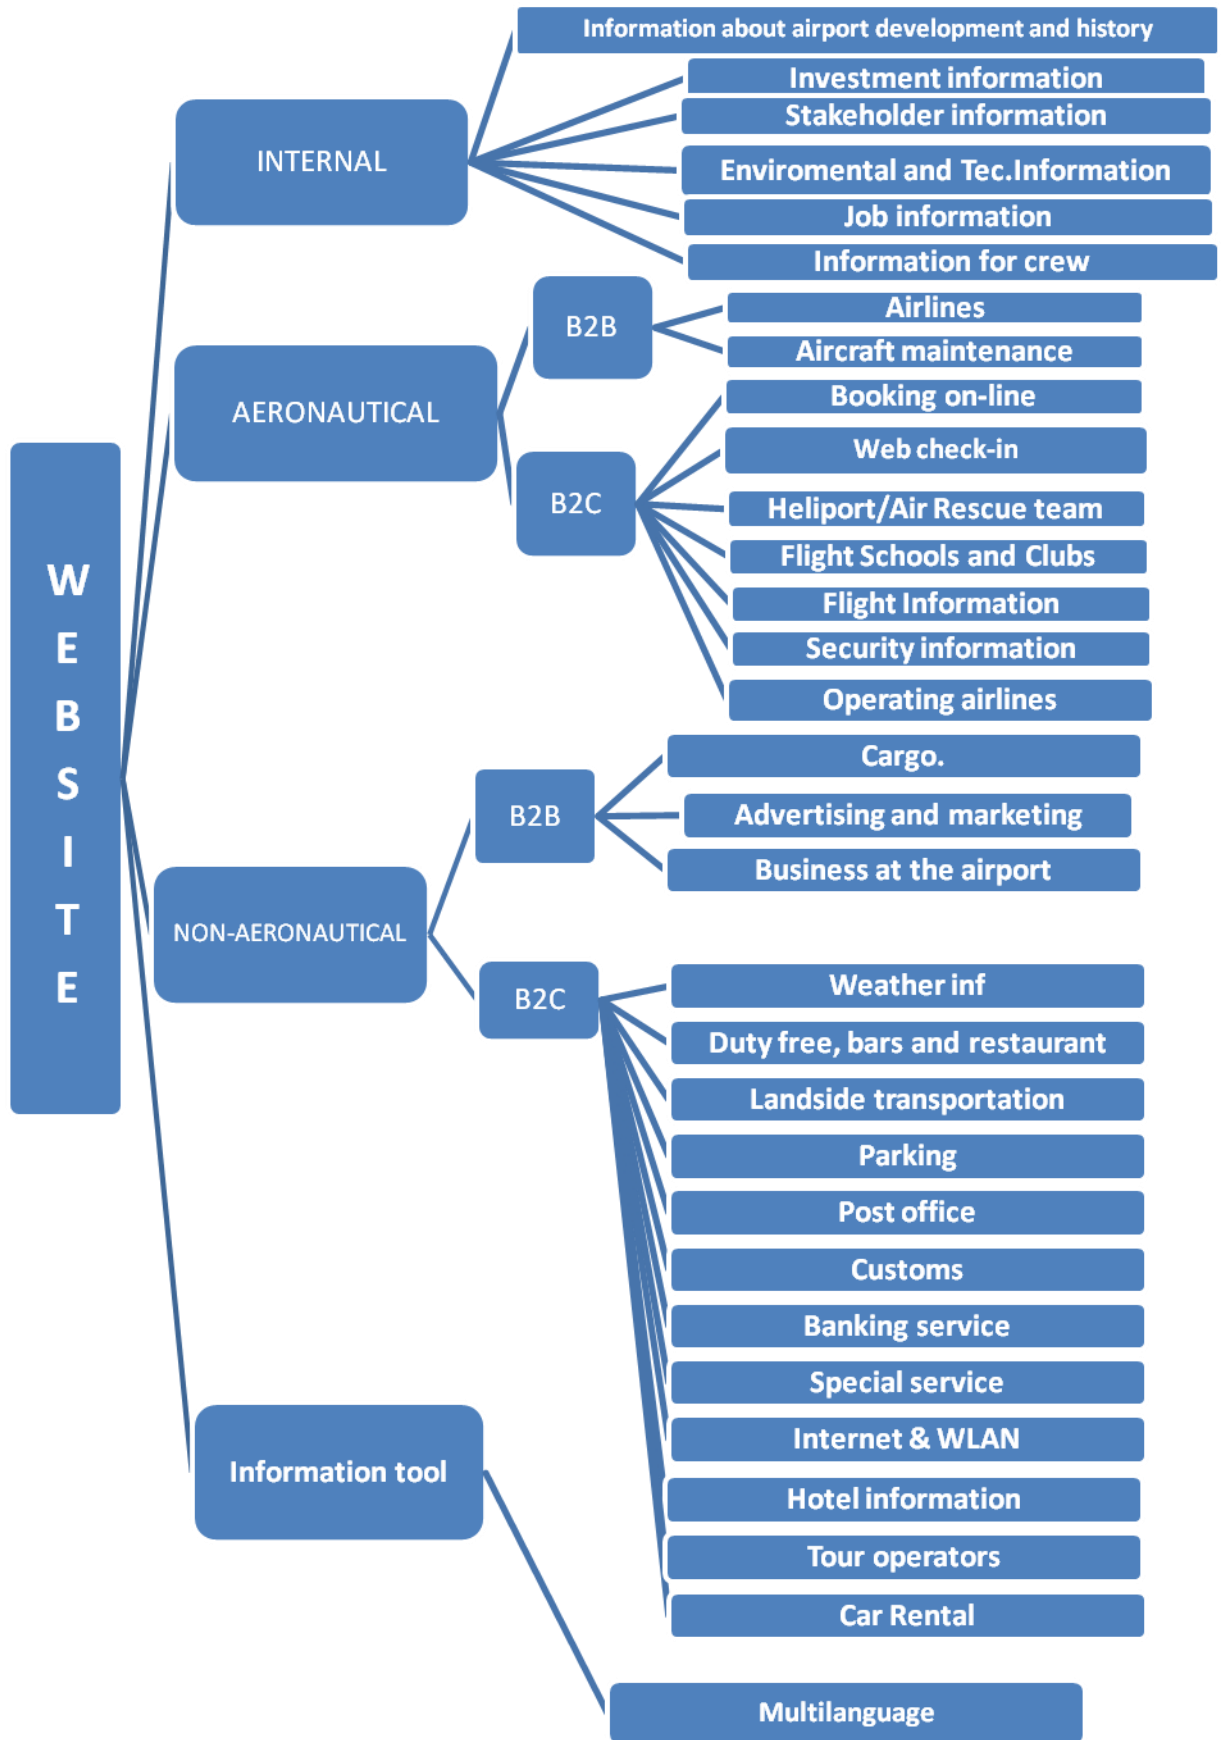 W
E
B
S
I
T
E
INTERNAL
Information about airport development and history
Investment information
Stakeholder information
Enviromental and Tec.Information
Job information
Information for crew
AERONAUTICAL
B2B
Airlines
Aircraft maintenance
B2C
Booking on-line
Web check-in
Heliport/Air Rescue team
Flight Schools and Clubs
Flight Information
Security information
Operating airlines
NON-AERONAUTICAL
B2B
Cargo.
Advertising and marketing
Business at the airport
B2C
Weather inf
Duty free, bars and restaurant
Landside transportation
Parking
Post office
Customs
Banking service
Special service
Internet & WLAN
Hotel information
Tour operators
Car Rental
Information tool
Multilanguage